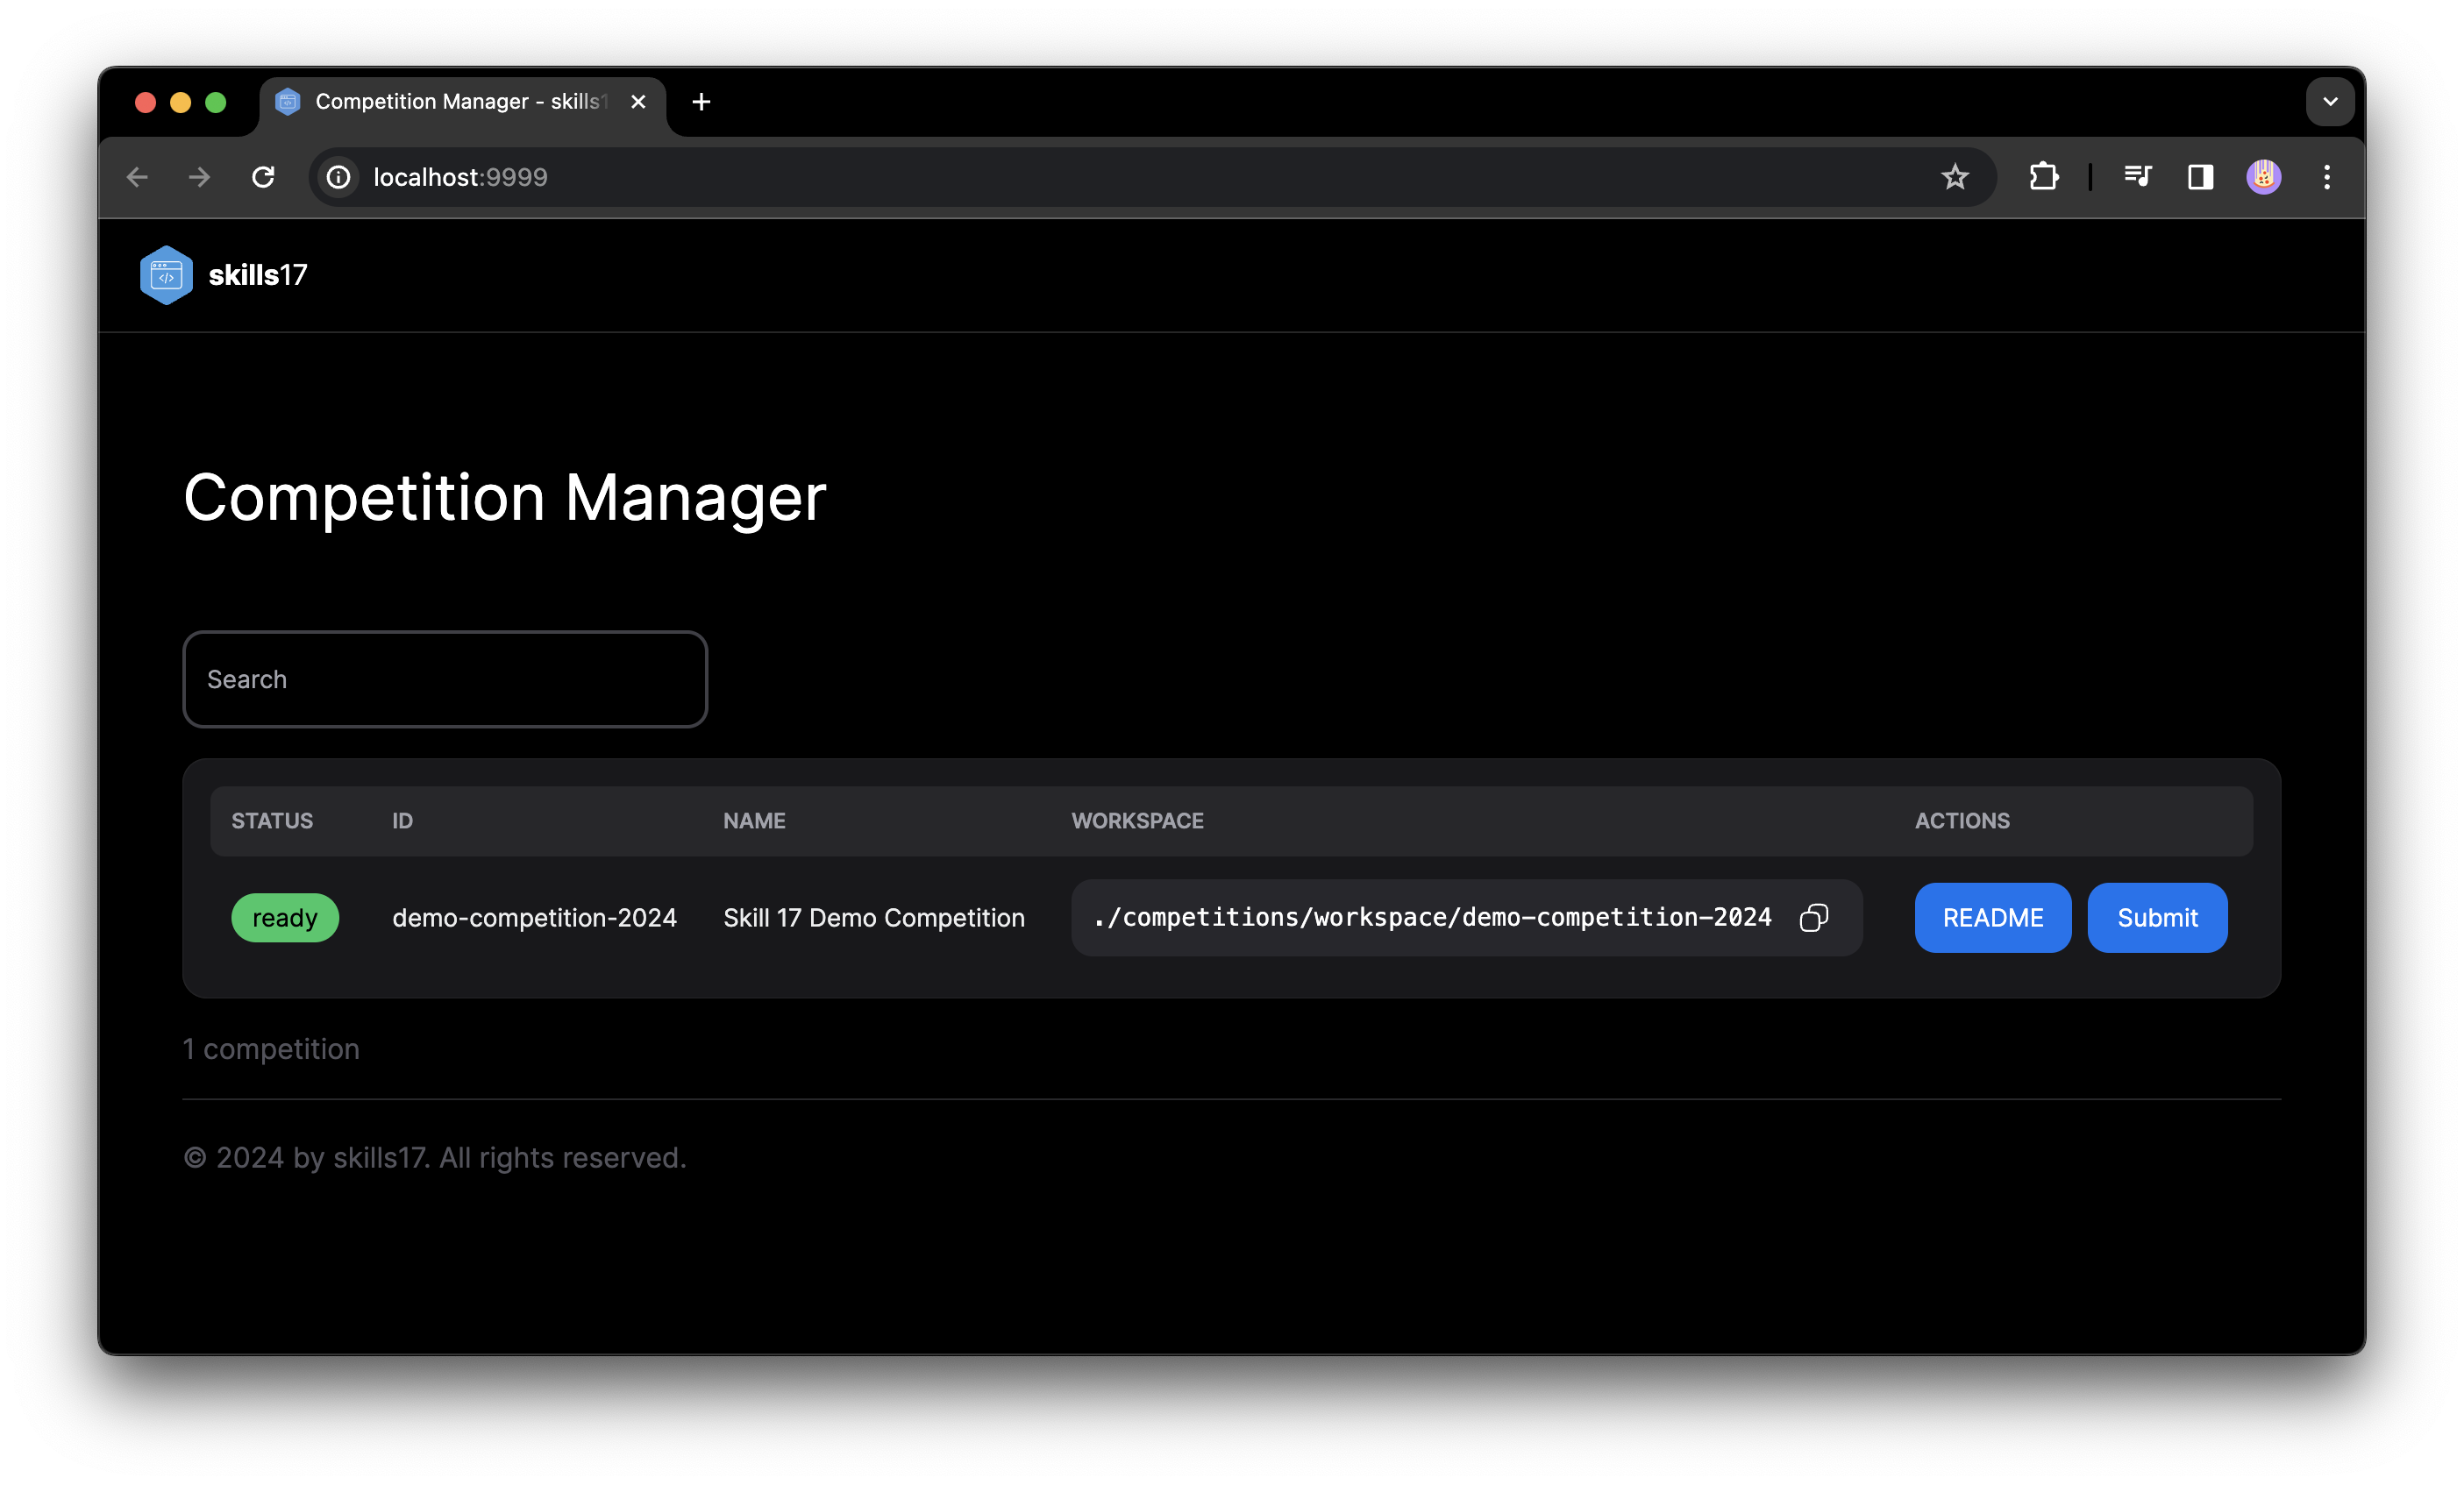 Competition Manager - skills1
localhost:9999
skills17
Competition Manager
Search
STATUS ID NAME WORKSPACE ACTIONS
ready demo-competition-2024 Skill 17 Demo Competition ./competitions/workspace/demo-competition-2024 README Submit
1 competition
© 2024 by skills17. All rights reserved.